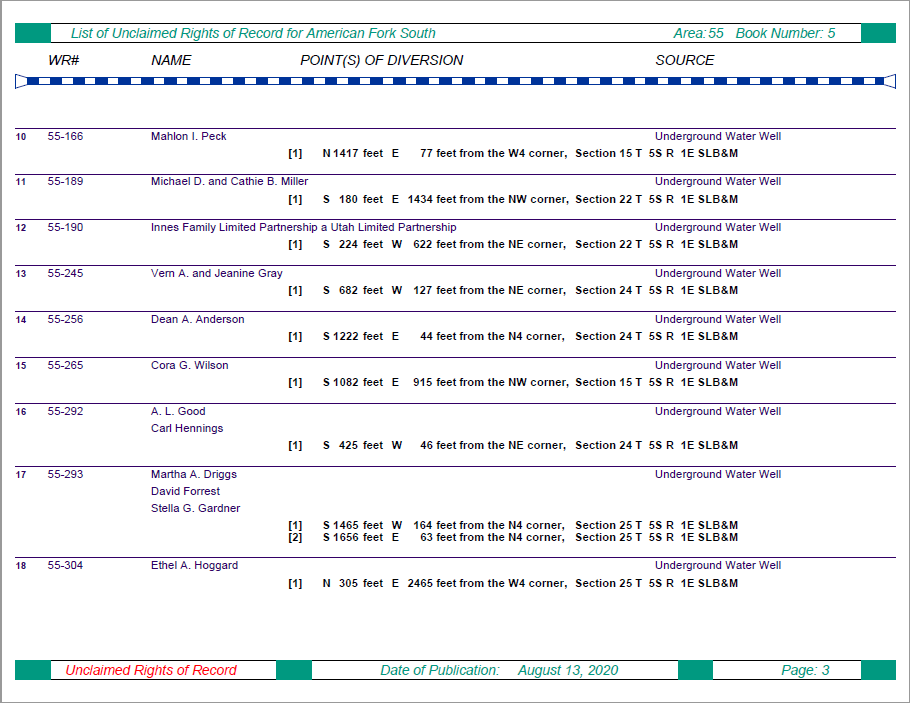 List of Unclaimed Rights of Record for American Fork South Area: 55 Book Number: 5
WR# NAME POINT(S) OF DIVERSION SOURCE
10 55-166 Mahlon I. Peck Underground Water Well
[1] N 1417 feet E 77 feet from the W4 corner, Section 15 T 5S R 1E SLB&M
11 55-189 Michael D. and Cathie B. Miller Underground Water Well
[1] S 180 feet E 1434 feet from the NW corner, Section 22 T 5S R 1E SLB&M
12 55-190 Innes Family Limited Partnership a Utah Limited Partnership Underground Water Well
[1] S 224 feet W 622 feet from the NE corner, Section 22 T 5S R 1E SLB&M
13 55-245 Vern A. and Jeanine Gray Underground Water Well
[1] S 682 feet W 127 feet from the NE corner, Section 24 T 5S R 1E SLB&M
14 55-256 Dean A. Anderson Underground Water Well
[1] S 1222 feet E 44 feet from the N4 corner, Section 24 T 5S R 1E SLB&M
15 55-265 Cora G. Wilson Underground Water Well
[1] S 1082 feet E 915 feet from the NW corner, Section 15 T 5S R 1E SLB&M
16 55-292 A. L. Good Underground Water Well
Carl Hennings
[1] S 425 feet W 46 feet from the NE corner, Section 24 T 5S R 1E SLB&M
17 55-293 Martha A. Driggs Underground Water Well
David Forrest
Stella G. Gardner
[1] S 1465 feet W 164 feet from the N4 corner, Section 25 T 5S R 1E SLB&M
[2] S 1656 feet E 63 feet from the N4 corner, Section 25 T 5S R 1E SLB&M
18 55-304 Ethel A. Hoggard Underground Water Well
[1] N 305 feet E 2465 feet from the W4 corner, Section 25 T 5S R 1E SLB&M
Unclaimed Rights of Record Date of Publication: August 13, 2020 Page: 3